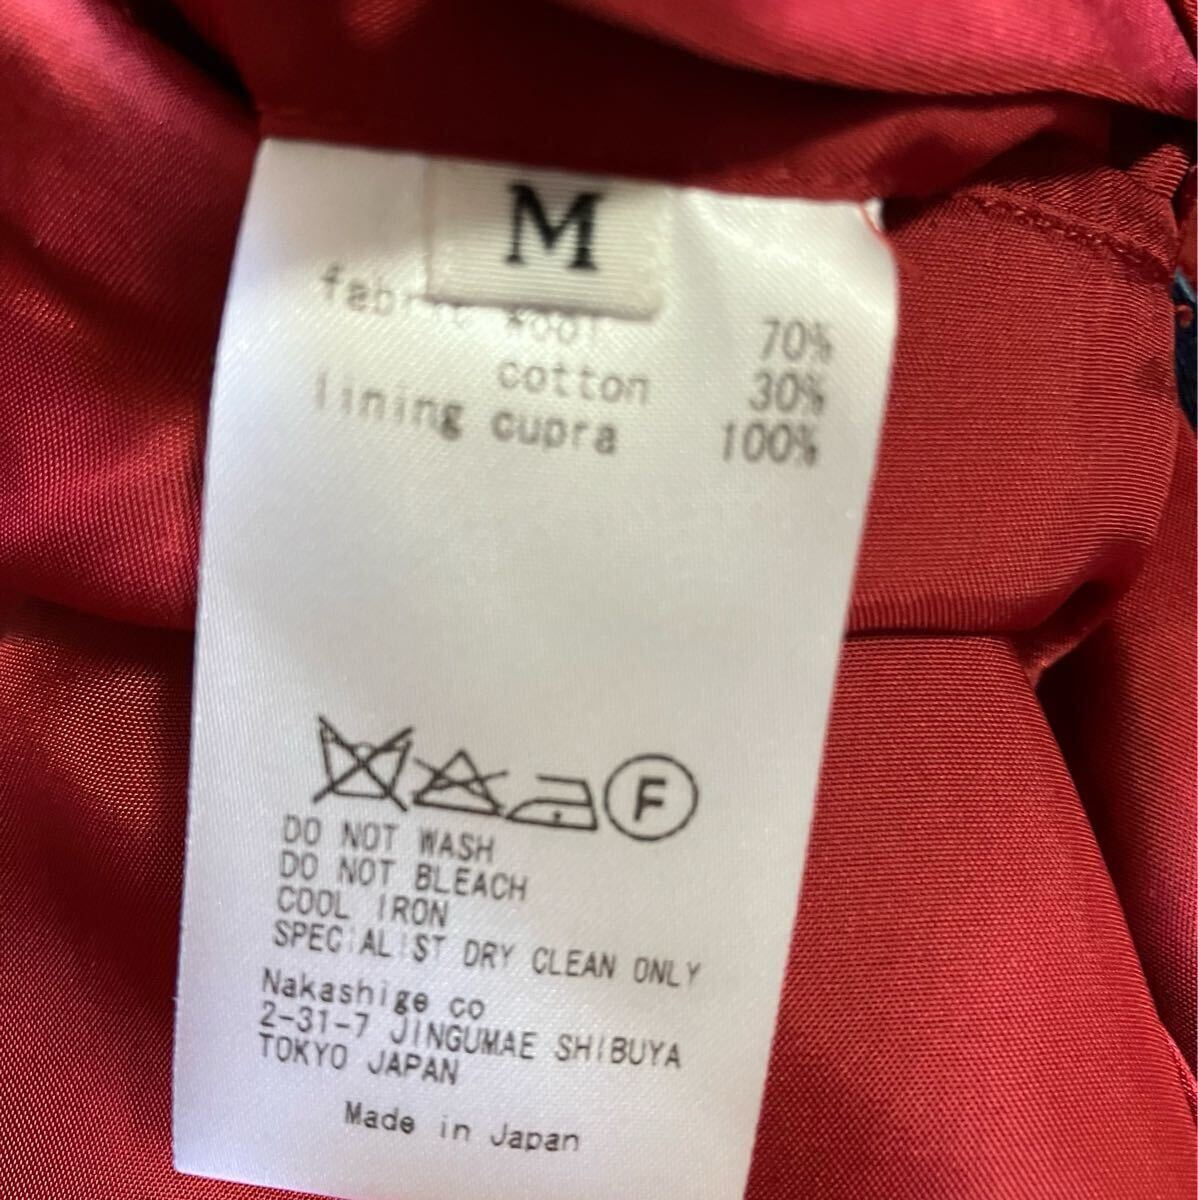 M
fabric wool 70%
cotton 30%
lining cupra 100%
F
DO NOT WASH
DO NOT BLEACH
COOL IRON
SPECIALIST DRY CLEAN ONLY
Nakashige co
2-31-7 JINGUMAE SHIBUYA
TOKYO JAPAN
Made in Japan